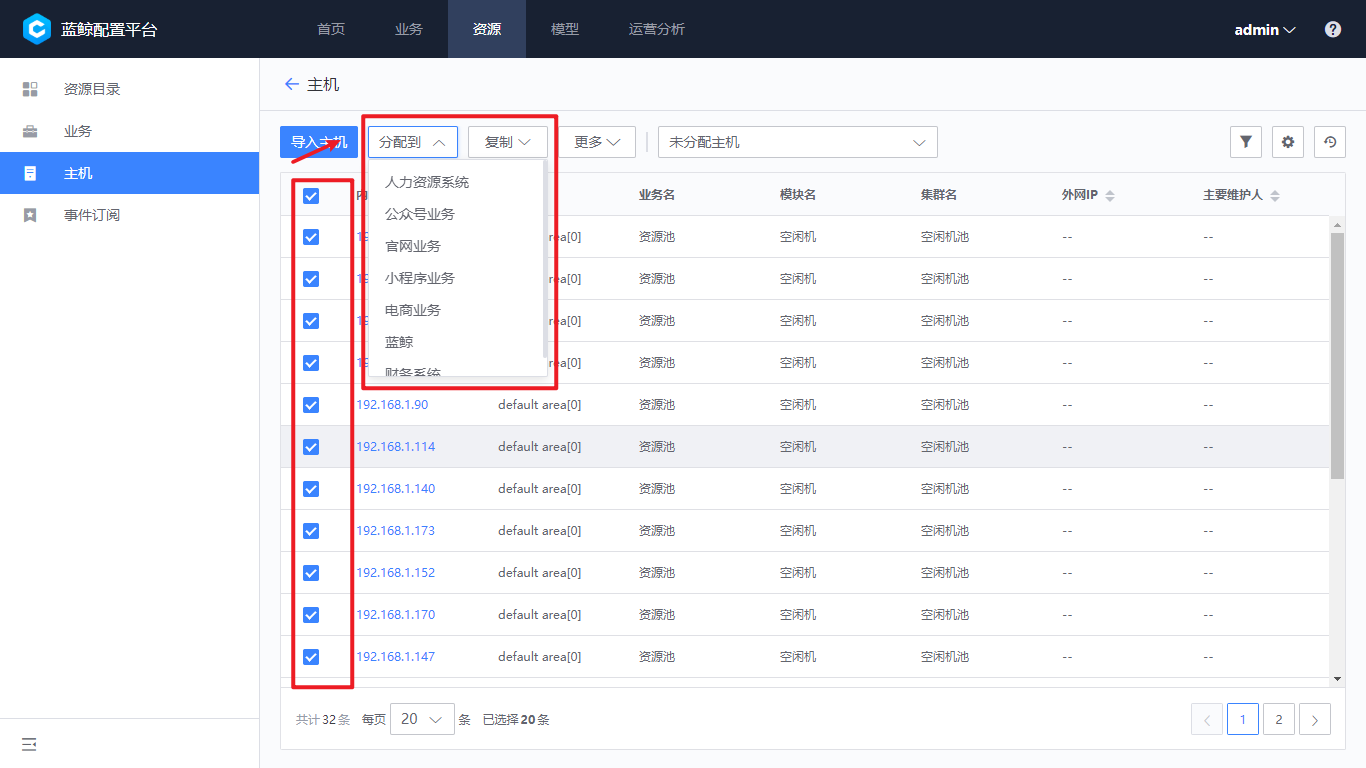 蓝鲸配置平台 首页 业务 资源 模型 运营分析 admin
资源目录
业务
主机
事件订阅
主机
导入主机 分配到 复制 更多 未分配主机
人力资源系统
公众号业务
官网业务
小程序业务
电商业务
蓝鲸
财务系统
业务名 模块名 集群名 外网IP 主要维护人
area[0] 资源池 空闲机 空闲机池 -- --
area[0] 资源池 空闲机 空闲机池 -- --
area[0] 资源池 空闲机 空闲机池 -- --
area[0] 资源池 空闲机 空闲机池 -- --
192.168.1.90 default area[0] 资源池 空闲机 空闲机池 -- --
192.168.1.114 default area[0] 资源池 空闲机 空闲机池 -- --
192.168.1.140 default area[0] 资源池 空闲机 空闲机池 -- --
192.168.1.173 default area[0] 资源池 空闲机 空闲机池 -- --
192.168.1.152 default area[0] 资源池 空闲机 空闲机池 -- --
192.168.1.170 default area[0] 资源池 空闲机 空闲机池 -- --
192.168.1.147 default area[0] 资源池 空闲机 空闲机池 -- --
共计32条 每页 20 条 已选择20条 1 2